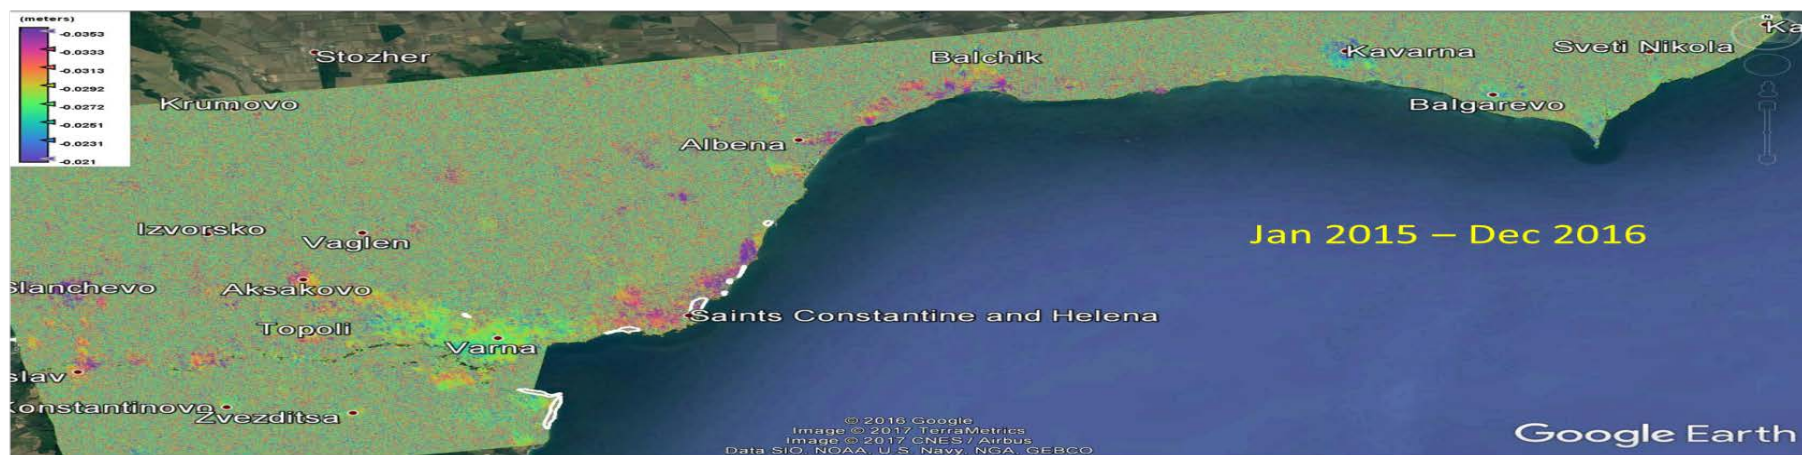 (meters)
-0.0353
-0.0333
-0.0313
-0.0292
-0.0272
-0.0251
-0.0231
-0.021
Stozher
Krumovo
Balchik
Kavarna
Sveti Nikola
Ka
N
Balgarevo
Albena
Izvorsko
Vaglen
Jan 2015 – Dec 2016
Slanchevo
Aksakovo
Saints Constantine and Helena
Topoli
Varna
slav
Konstantinovo
Zvezditsa
© 2016 Google
Image © 2017 TerraMetrics
Image © 2017 CNES / Airbus
Data SIO, NOAA, U.S. Navy, NGA, GEBCO
Google Earth